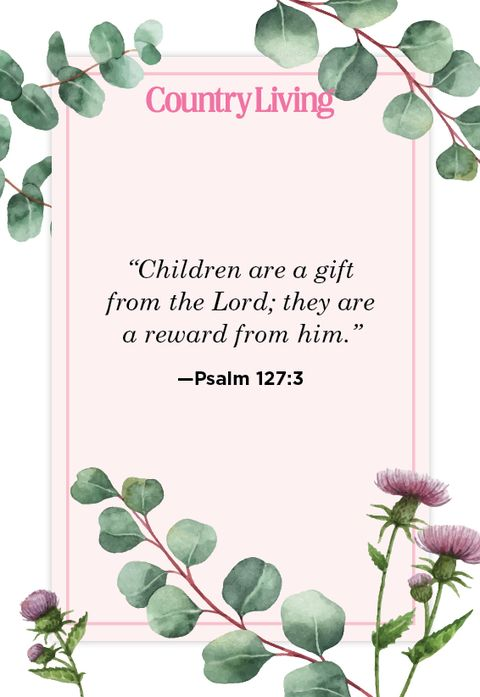 Country Living
“Children are a gift
from the Lord; they are
a reward from him.”
—Psalm 127:3